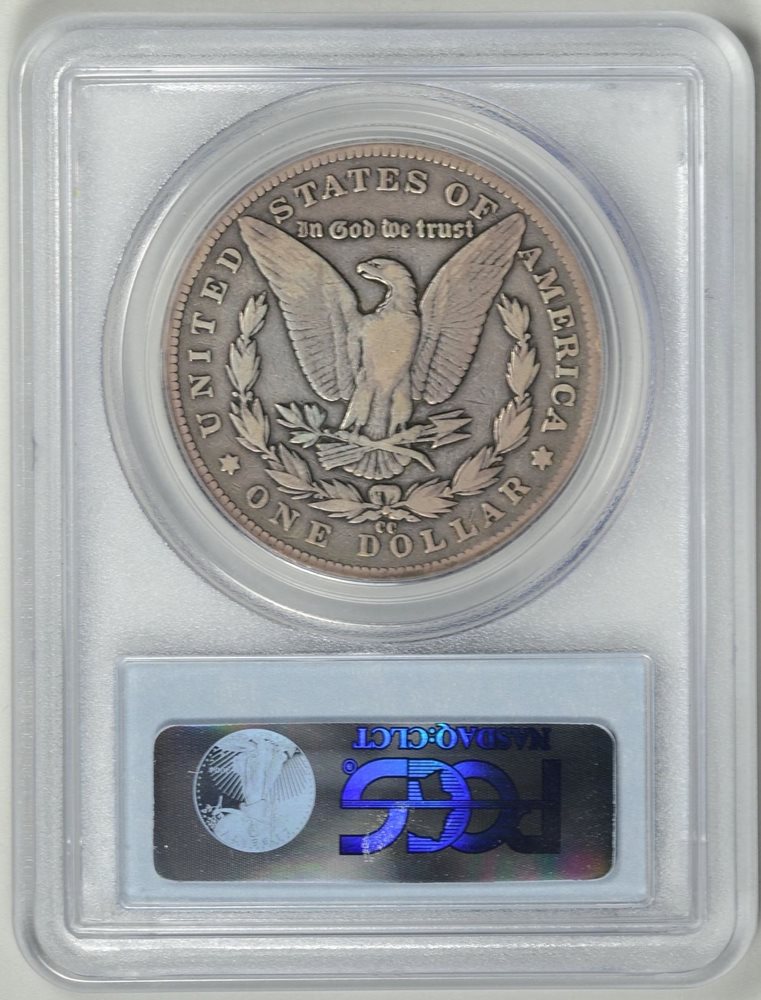 UNITED STATES OF AMERICA
In God we trust
CC
ONE DOLLAR
NASDAQ:CLCT
PCGS
®